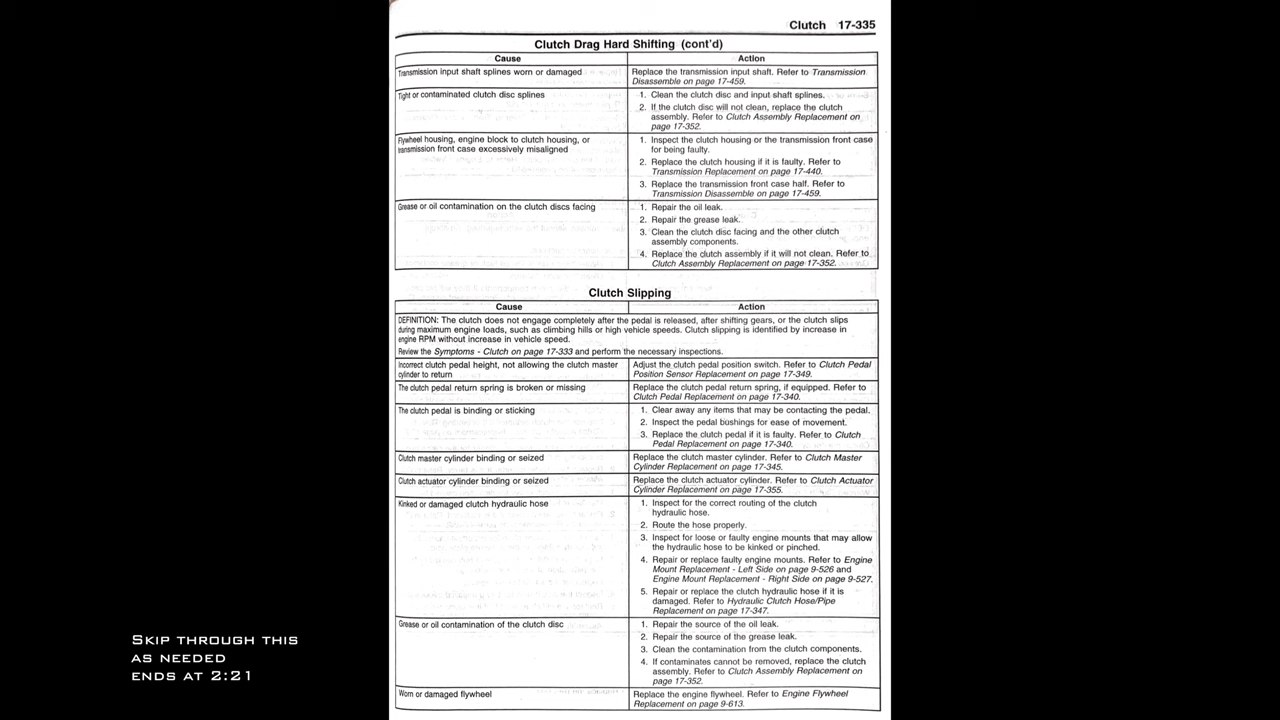 Clutch 17-335
Clutch Drag Hard Shifting (cont'd)
Cause Action
Transmission input shaft splines worn or damaged
Replace the transmission input shaft. Refer to Transmission
Disassemble on page 17-459.
Tight or contaminated clutch disc splines
1. Clean the clutch disc and input shaft splines.
2. If the clutch disc will not clean, replace the clutch
assembly. Refer to Clutch Assembly Replacement on
page 17-352.
Flywheel housing, engine block to clutch housing, or
transmission front case excessively misaligned
1. Inspect the clutch housing or the transmission front case
for being faulty.
2. Replace the clutch housing if it is faulty. Refer to
Transmission Replacement on page 17-440.
3. Replace the transmission front case half. Refer to
Transmission Disassemble on page 17-459.
Grease or oil contamination on the clutch discs facing
1. Repair the oil leak.
2. Repair the grease leak.
3. Clean the clutch disc facing and the other clutch
assembly components.
4. Replace the clutch assembly if it will not clean. Refer to
Clutch Assembly Replacement on page 17-352.
Clutch Slipping
Cause Action
DEFINITION: The clutch does not engage completely after the pedal is released, after shifting gears, or the clutch slips
during maximum engine loads, such as climbing hills or high vehicle speeds. Clutch slipping is identified by increase in
engine RPM without increase in vehicle speed.
Review the Symptoms - Clutch on page 17-333 and perform the necessary inspections.
Incorrect clutch pedal height, not allowing the clutch master
cylinder to return
Adjust the clutch pedal position switch. Refer to Clutch Pedal
Position Sensor Replacement on page 17-349.
The clutch pedal return spring is broken or missing
Replace the clutch pedal return spring, if equipped. Refer to
Clutch Pedal Replacement on page 17-340.
The clutch pedal is binding or sticking
1. Clear away any items that may be contacting the pedal.
2. Inspect the pedal bushings for ease of movement.
3. Replace the clutch pedal if it is faulty. Refer to Clutch
Pedal Replacement on page 17-340.
Clutch master cylinder binding or seized
Replace the clutch master cylinder. Refer to Clutch Master
Cylinder Replacement on page 17-345.
Clutch actuator cylinder binding or seized
Replace the clutch actuator cylinder. Refer to Clutch Actuator
Cylinder Replacement on page 17-355.
Kinked or damaged clutch hydraulic hose
1. Inspect for the correct routing of the clutch
hydraulic hose.
2. Route the hose properly.
3. Inspect for loose or faulty engine mounts that may allow
the hydraulic hose to be kinked or pinched.
4. Repair or replace faulty engine mounts. Refer to Engine
Mount Replacement - Left Side on page 9-526 and
Engine Mount Replacement - Right Side on page 9-527.
5. Repair or replace the clutch hydraulic hose if it is
damaged. Refer to Hydraulic Clutch Hose/Pipe
Replacement on page 17-347.
Grease or oil contamination of the clutch disc
1. Repair the source of the oil leak.
2. Repair the source of the grease leak.
3. Clean the contamination from the clutch components.
4. If contaminates cannot be removed, replace the clutch
assembly. Refer to Clutch Assembly Replacement on
page 17-352.
Worn or damaged flywheel
Replace the engine flywheel. Refer to Engine Flywheel
Replacement on page 9-613.
Skip through this
as needed
ends at 2:21